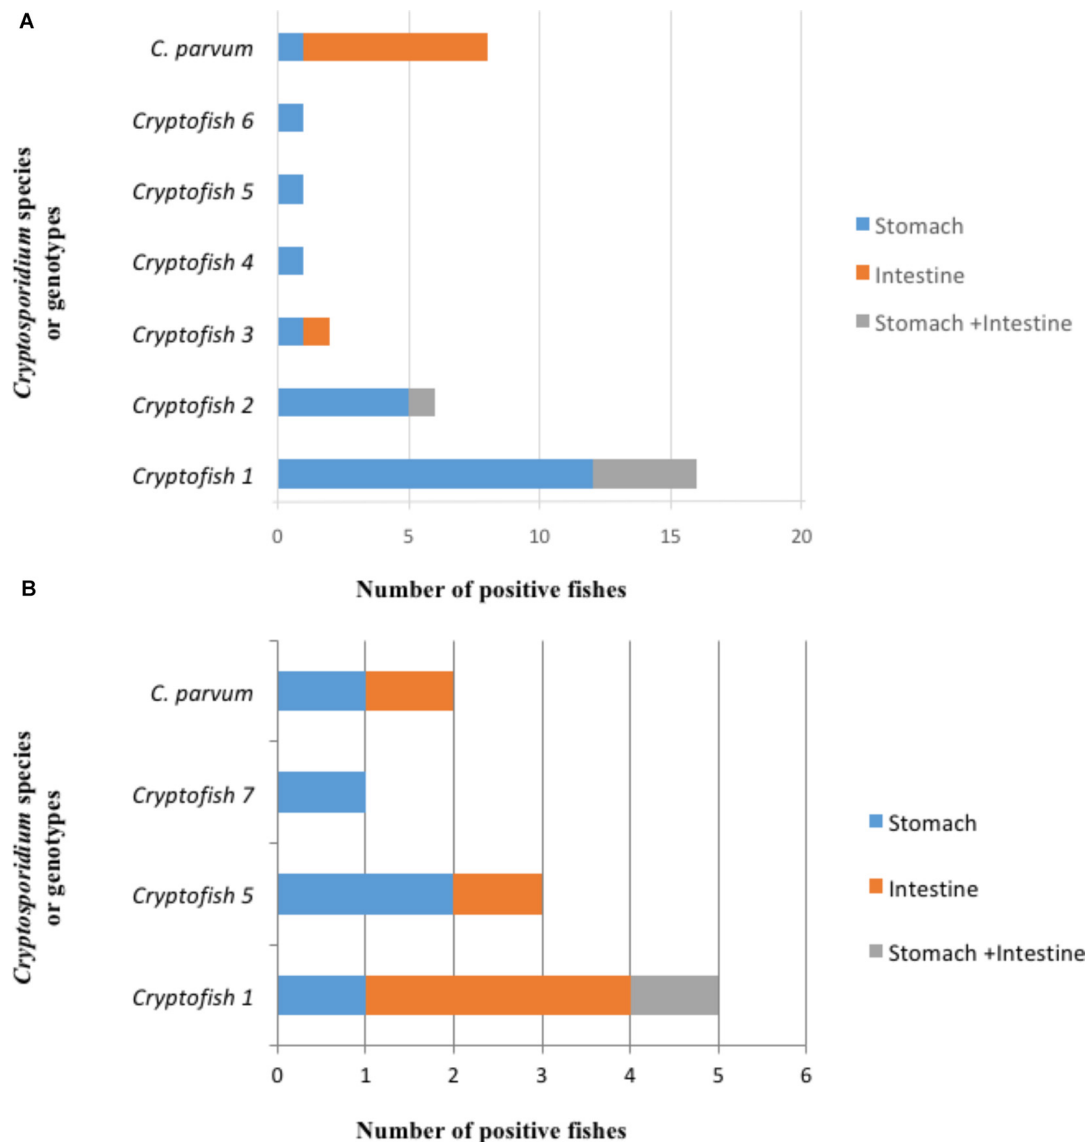 A
C. parvum
Cryptofish 6
Cryptofish 5
Cryptofish 4
Cryptofish 3
Cryptofish 2
Cryptofish 1
Cryptosporidium species
or genotypes
0 5 10 15 20
Number of positive fishes
Stomach
Intestine
Stomach +Intestine
B
C. parvum
Cryptofish 7
Cryptofish 5
Cryptofish 1
Cryptosporidium species
or genotypes
0 1 2 3 4 5 6
Number of positive fishes
Stomach
Intestine
Stomach +Intestine